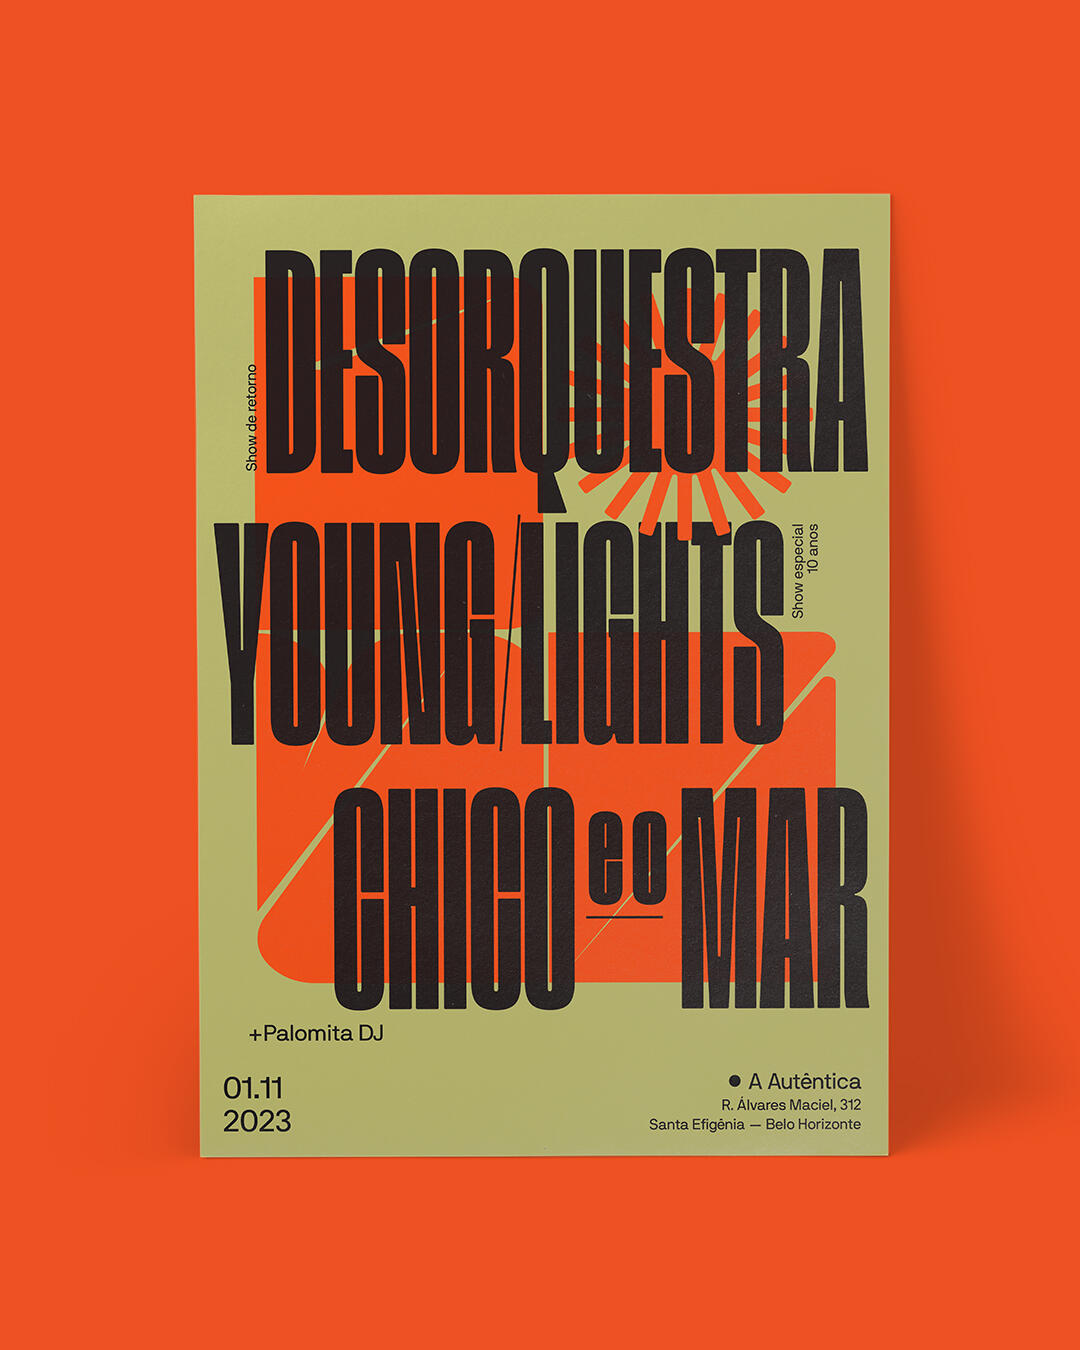 Show de retorno
DESORQUESTRA
YOUNG/LIGHTS
Show especial
10 anos
CHICO e o MAR
+Palomita DJ
01.11
2023
● A Autêntica
R. Álvares Maciel, 312
Santa Efigênia — Belo Horizonte